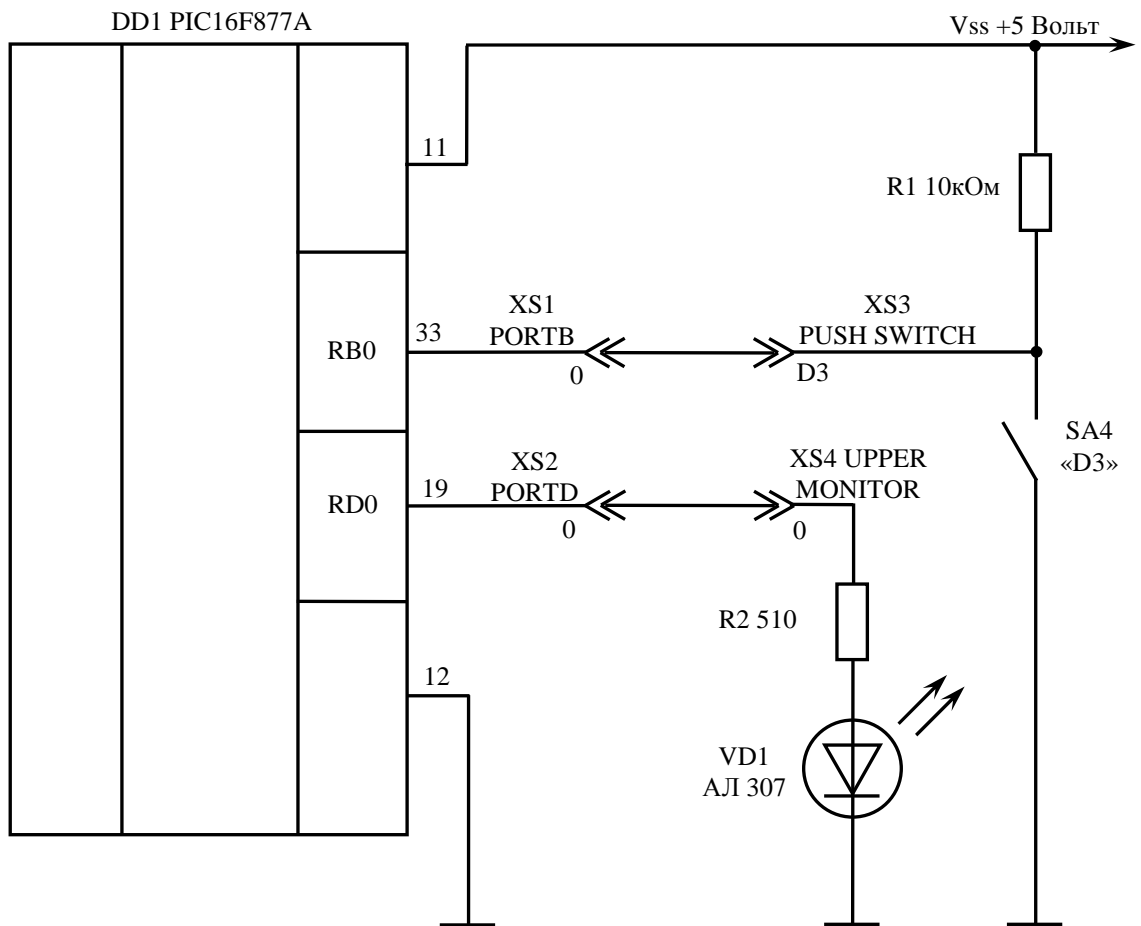 DD1 PIC16F877A
Vss +5 Вольт
11
R1 10кОм
RB0
33
XS1
PORTB
0
XS3
PUSH SWITCH
D3
SA4
«D3»
RD0
19
XS2
PORTD
0
XS4 UPPER
MONITOR
0
R2 510
12
VD1
АЛ 307